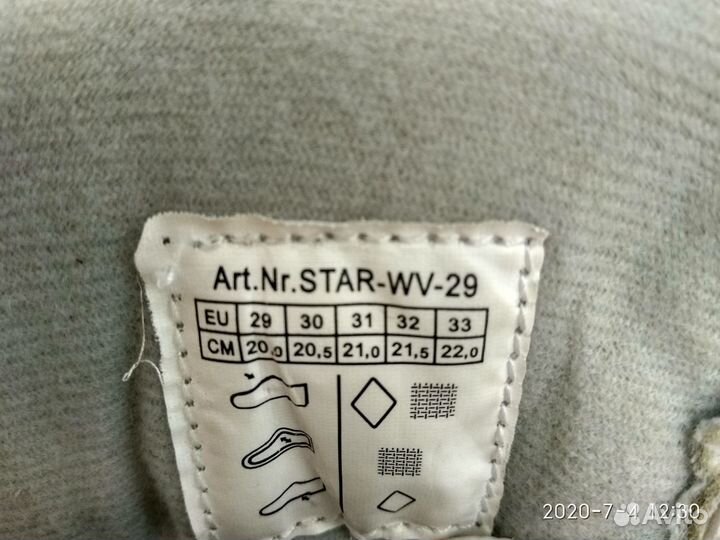 Art.Nr.STAR-WV-29
EU 29 30 31 32 33
CM 20,0 20,5 21,0 21,5 22,0
2020-7-4 12:30
Avito